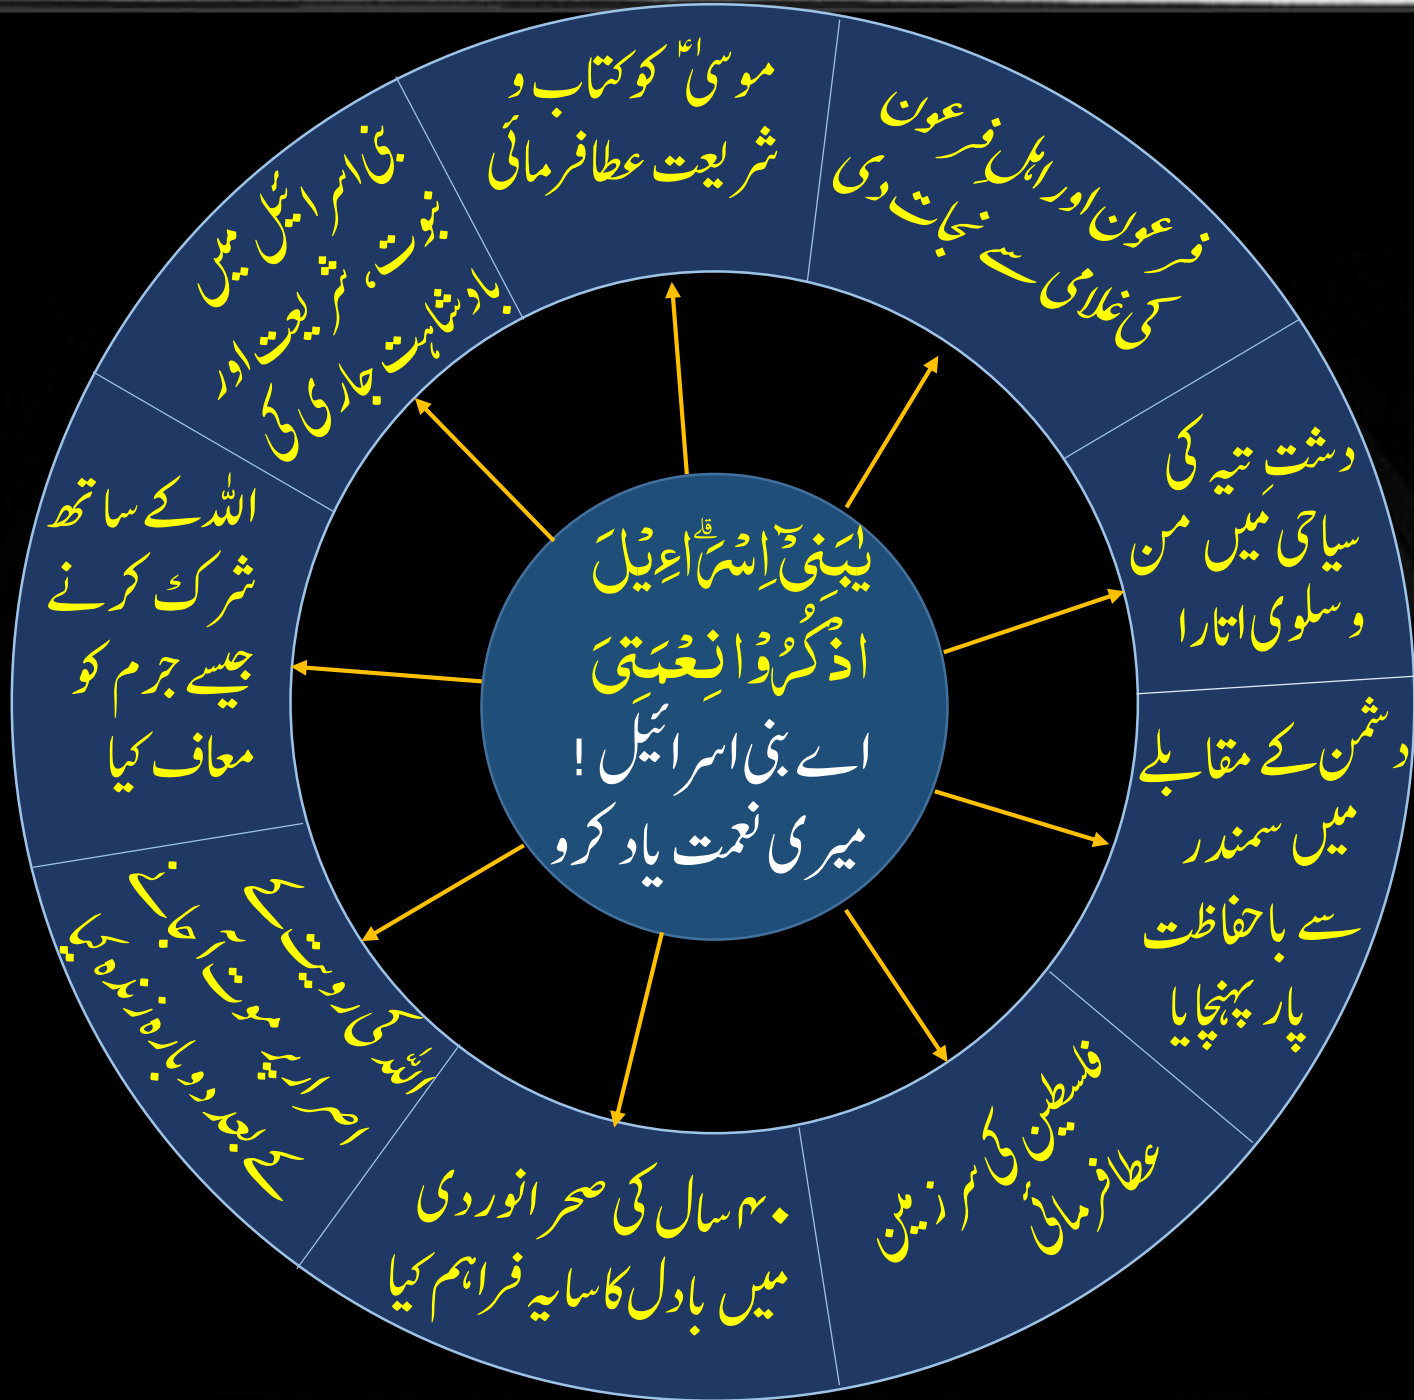 یٰبَنِیْۤ اِسْرَآءِیْلَ
اذْكُرُوْا نِعْمَتِیَ
اے بنی اسرائیل !
میری نعمت یاد کرو
فرعون اور اہلِ فرعون
کی غلامی سے نجات دی
دشتِ تیہ کی
سیاحی میں من
و سلوی اتارا
دشمن کے مقابلے
میں سمندر
سے باحفاظت
پار پہنچایا
فلسطین کی سر زمین
عطا فرمائی
۴۰ سال کی صحرا نوردی
میں بادل کا سایہ فراہم کیا
اللہ کی رویت کے
اصرار پر موت آ جانے
کے بعد دوبارہ زندہ کیا
اللہ کے ساتھ
شرک کرنے
جیسے جرم کو
معاف کیا
بنی اسرائیل میں
نبوت، شریعت اور
بادشاہت جاری کی
موسیٰؑ کو کتاب و
شریعت عطا فرمائی